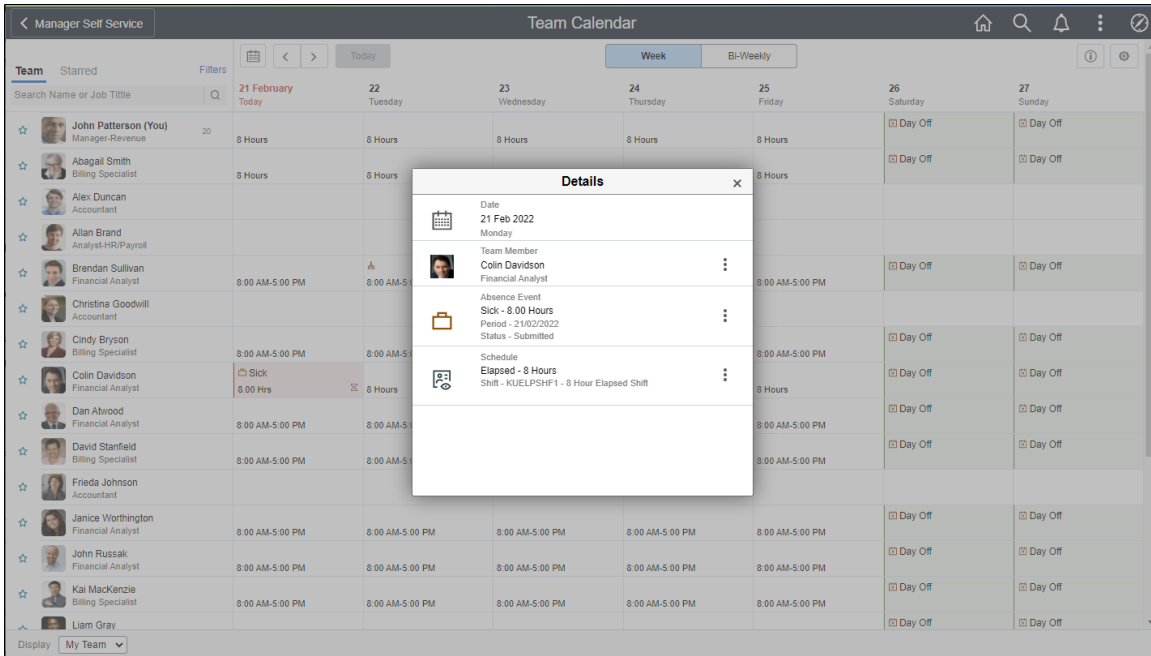 Manager Self Service
Team Calendar
Today
Week
Bi-Weekly
Team
Starred
Filters
Search Name or Job Tittle
21 February
Today
22
Tuesday
23
Wednesday
24
Thursday
25
Friday
26
Saturday
27
Sunday
John Patterson (You)
Manager-Revenue
20
8 Hours
8 Hours
8 Hours
8 Hours
8 Hours
Day Off
Day Off
Abagail Smith
Billing Specialist
8 Hours
8 Hours
8 Hours
Day Off
Day Off
Alex Duncan
Accountant
Allan Brand
Analyst-HR/Payroll
Brendan Sullivan
Financial Analyst
8:00 AM-5:00 PM
8:00 AM-5:
8:00 AM-5:00 PM
Day Off
Day Off
Christina Goodwill
Accountant
Cindy Bryson
Billing Specialist
8:00 AM-5:00 PM
8:00 AM-5:
8:00 AM-5:00 PM
Day Off
Day Off
Colin Davidson
Financial Analyst
Sick
8.00 Hrs
8 Hours
8 Hours
Day Off
Day Off
Dan Atwood
Financial Analyst
8:00 AM-5:00 PM
8:00 AM-5:
8:00 AM-5:00 PM
Day Off
Day Off
David Stanfield
Billing Specialist
8:00 AM-5:00 PM
8:00 AM-5:
8:00 AM-5:00 PM
Day Off
Day Off
Frieda Johnson
Accountant
Janice Worthington
Financial Analyst
8:00 AM-5:00 PM
8:00 AM-5:00 PM
8:00 AM-5:00 PM
8:00 AM-5:00 PM
8:00 AM-5:00 PM
Day Off
Day Off
John Russak
Financial Analyst
8:00 AM-5:00 PM
8:00 AM-5:00 PM
8:00 AM-5:00 PM
8:00 AM-5:00 PM
8:00 AM-5:00 PM
Day Off
Day Off
Kai MacKenzie
Billing Specialist
8:00 AM-5:00 PM
8:00 AM-5:00 PM
8:00 AM-5:00 PM
8:00 AM-5:00 PM
8:00 AM-5:00 PM
Day Off
Day Off
Liam Gray
Day Off
Day Off
Display
My Team
Details
Date
21 Feb 2022
Monday
Team Member
Colin Davidson
Financial Analyst
Absence Event
Sick - 8.00 Hours
Period - 21/02/2022
Status - Submitted
Schedule
Elapsed - 8 Hours
Shift - KUELPSHF1 - 8 Hour Elapsed Shift